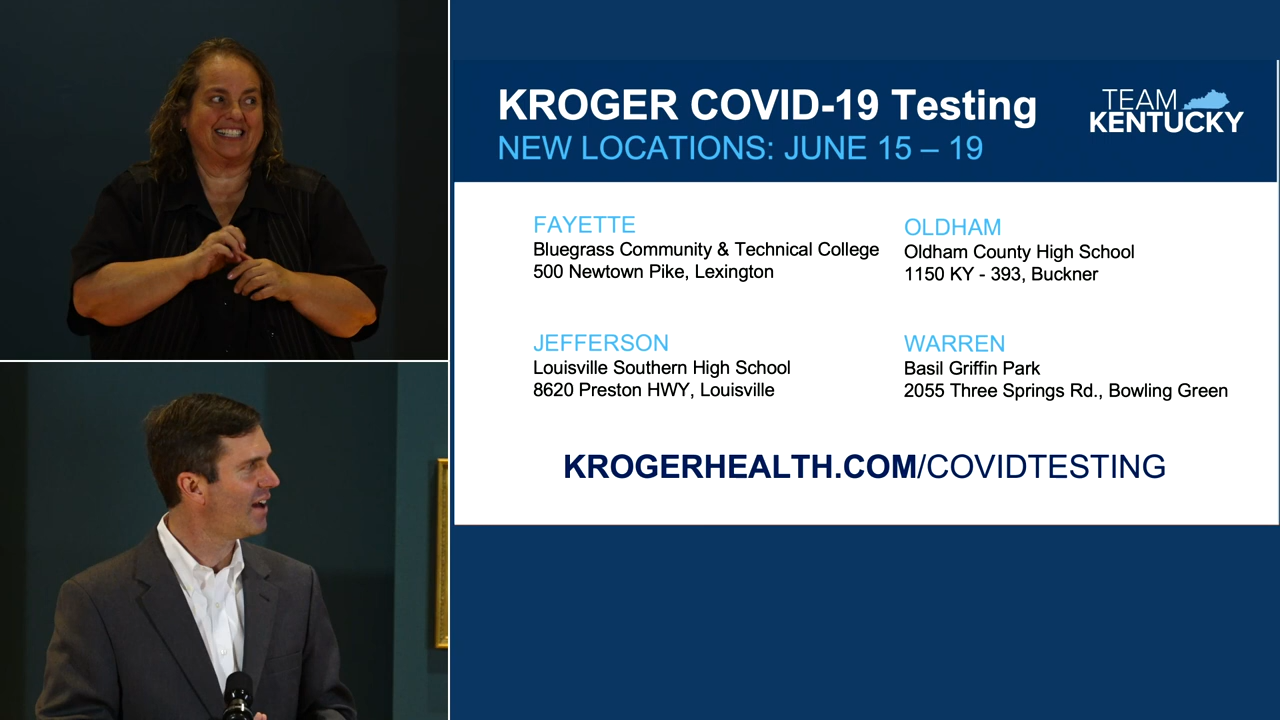 KROGER COVID-19 Testing
NEW LOCATIONS: JUNE 15 – 19
TEAM
KENTUCKY
FAYETTE
Bluegrass Community & Technical College
500 Newtown Pike, Lexington
OLDHAM
Oldham County High School
1150 KY - 393, Buckner
JEFFERSON
Louisville Southern High School
8620 Preston HWY, Louisville
WARREN
Basil Griffin Park
2055 Three Springs Rd., Bowling Green
KROGERHEALTH.COM/COVIDTESTING